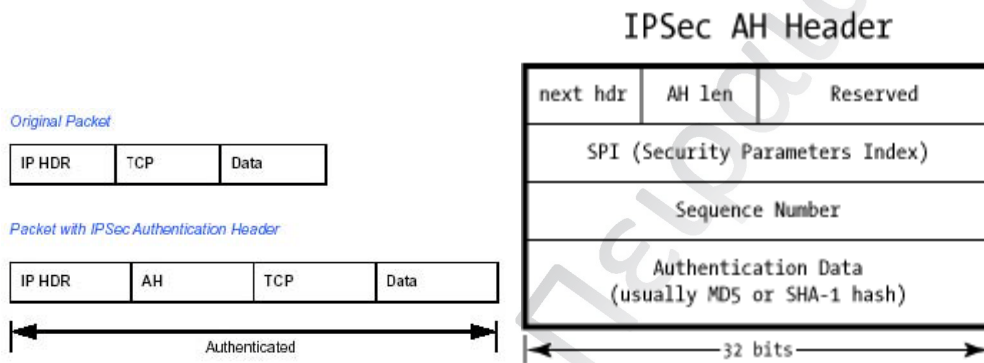 Original Packet
IP HDR TCP Data
Packet with IPSec Authentication Header
IP HDR AH TCP Data
Authenticated
IPSec AH Header
next hdr AH len Reserved
SPI (Security Parameters Index)
Sequence Number
Authentication Data
(usually MD5 or SHA-1 hash)
32 bits